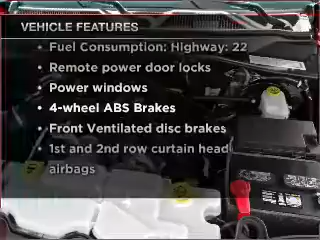 VEHICLE FEATURES
• Fuel Consumption: Highway: 22
• Remote power door locks
• Power windows
• 4-wheel ABS Brakes
• Front Ventilated disc brakes
• 1st and 2nd row curtain head
airbags